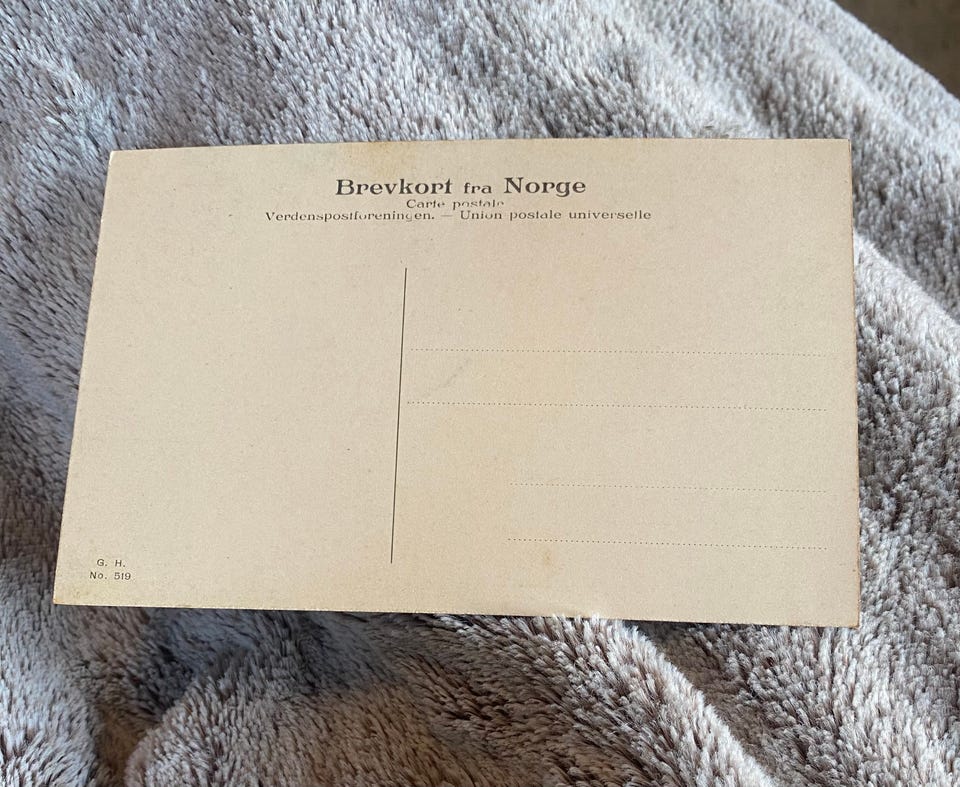 Brevkort fra Norge
Carte postale
Verdenspostforeningen. — Union postale universelle
G. H.
No. 519